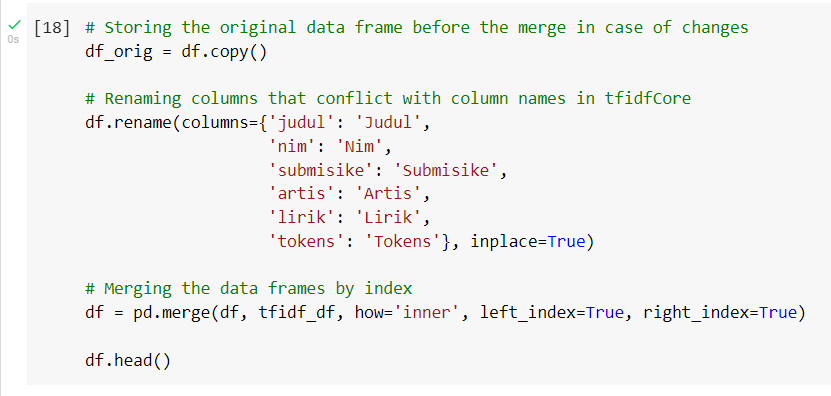 [18] # Storing the original data frame before the merge in case of changes
df_orig = df.copy()
# Renaming columns that conflict with column names in tfidfCore
df.rename(columns={'judul': 'Judul',
'nim': 'Nim',
'submisike': 'Submisike',
'artis': 'Artis',
'lirik': 'Lirik',
'tokens': 'Tokens'}, inplace=True)
# Merging the data frames by index
df = pd.merge(df, tfidf_df, how='inner', left_index=True, right_index=True)
df.head()
0s